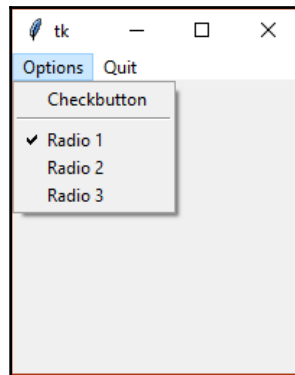 tk
Options Quit
Checkbutton
Radio 1
Radio 2
Radio 3